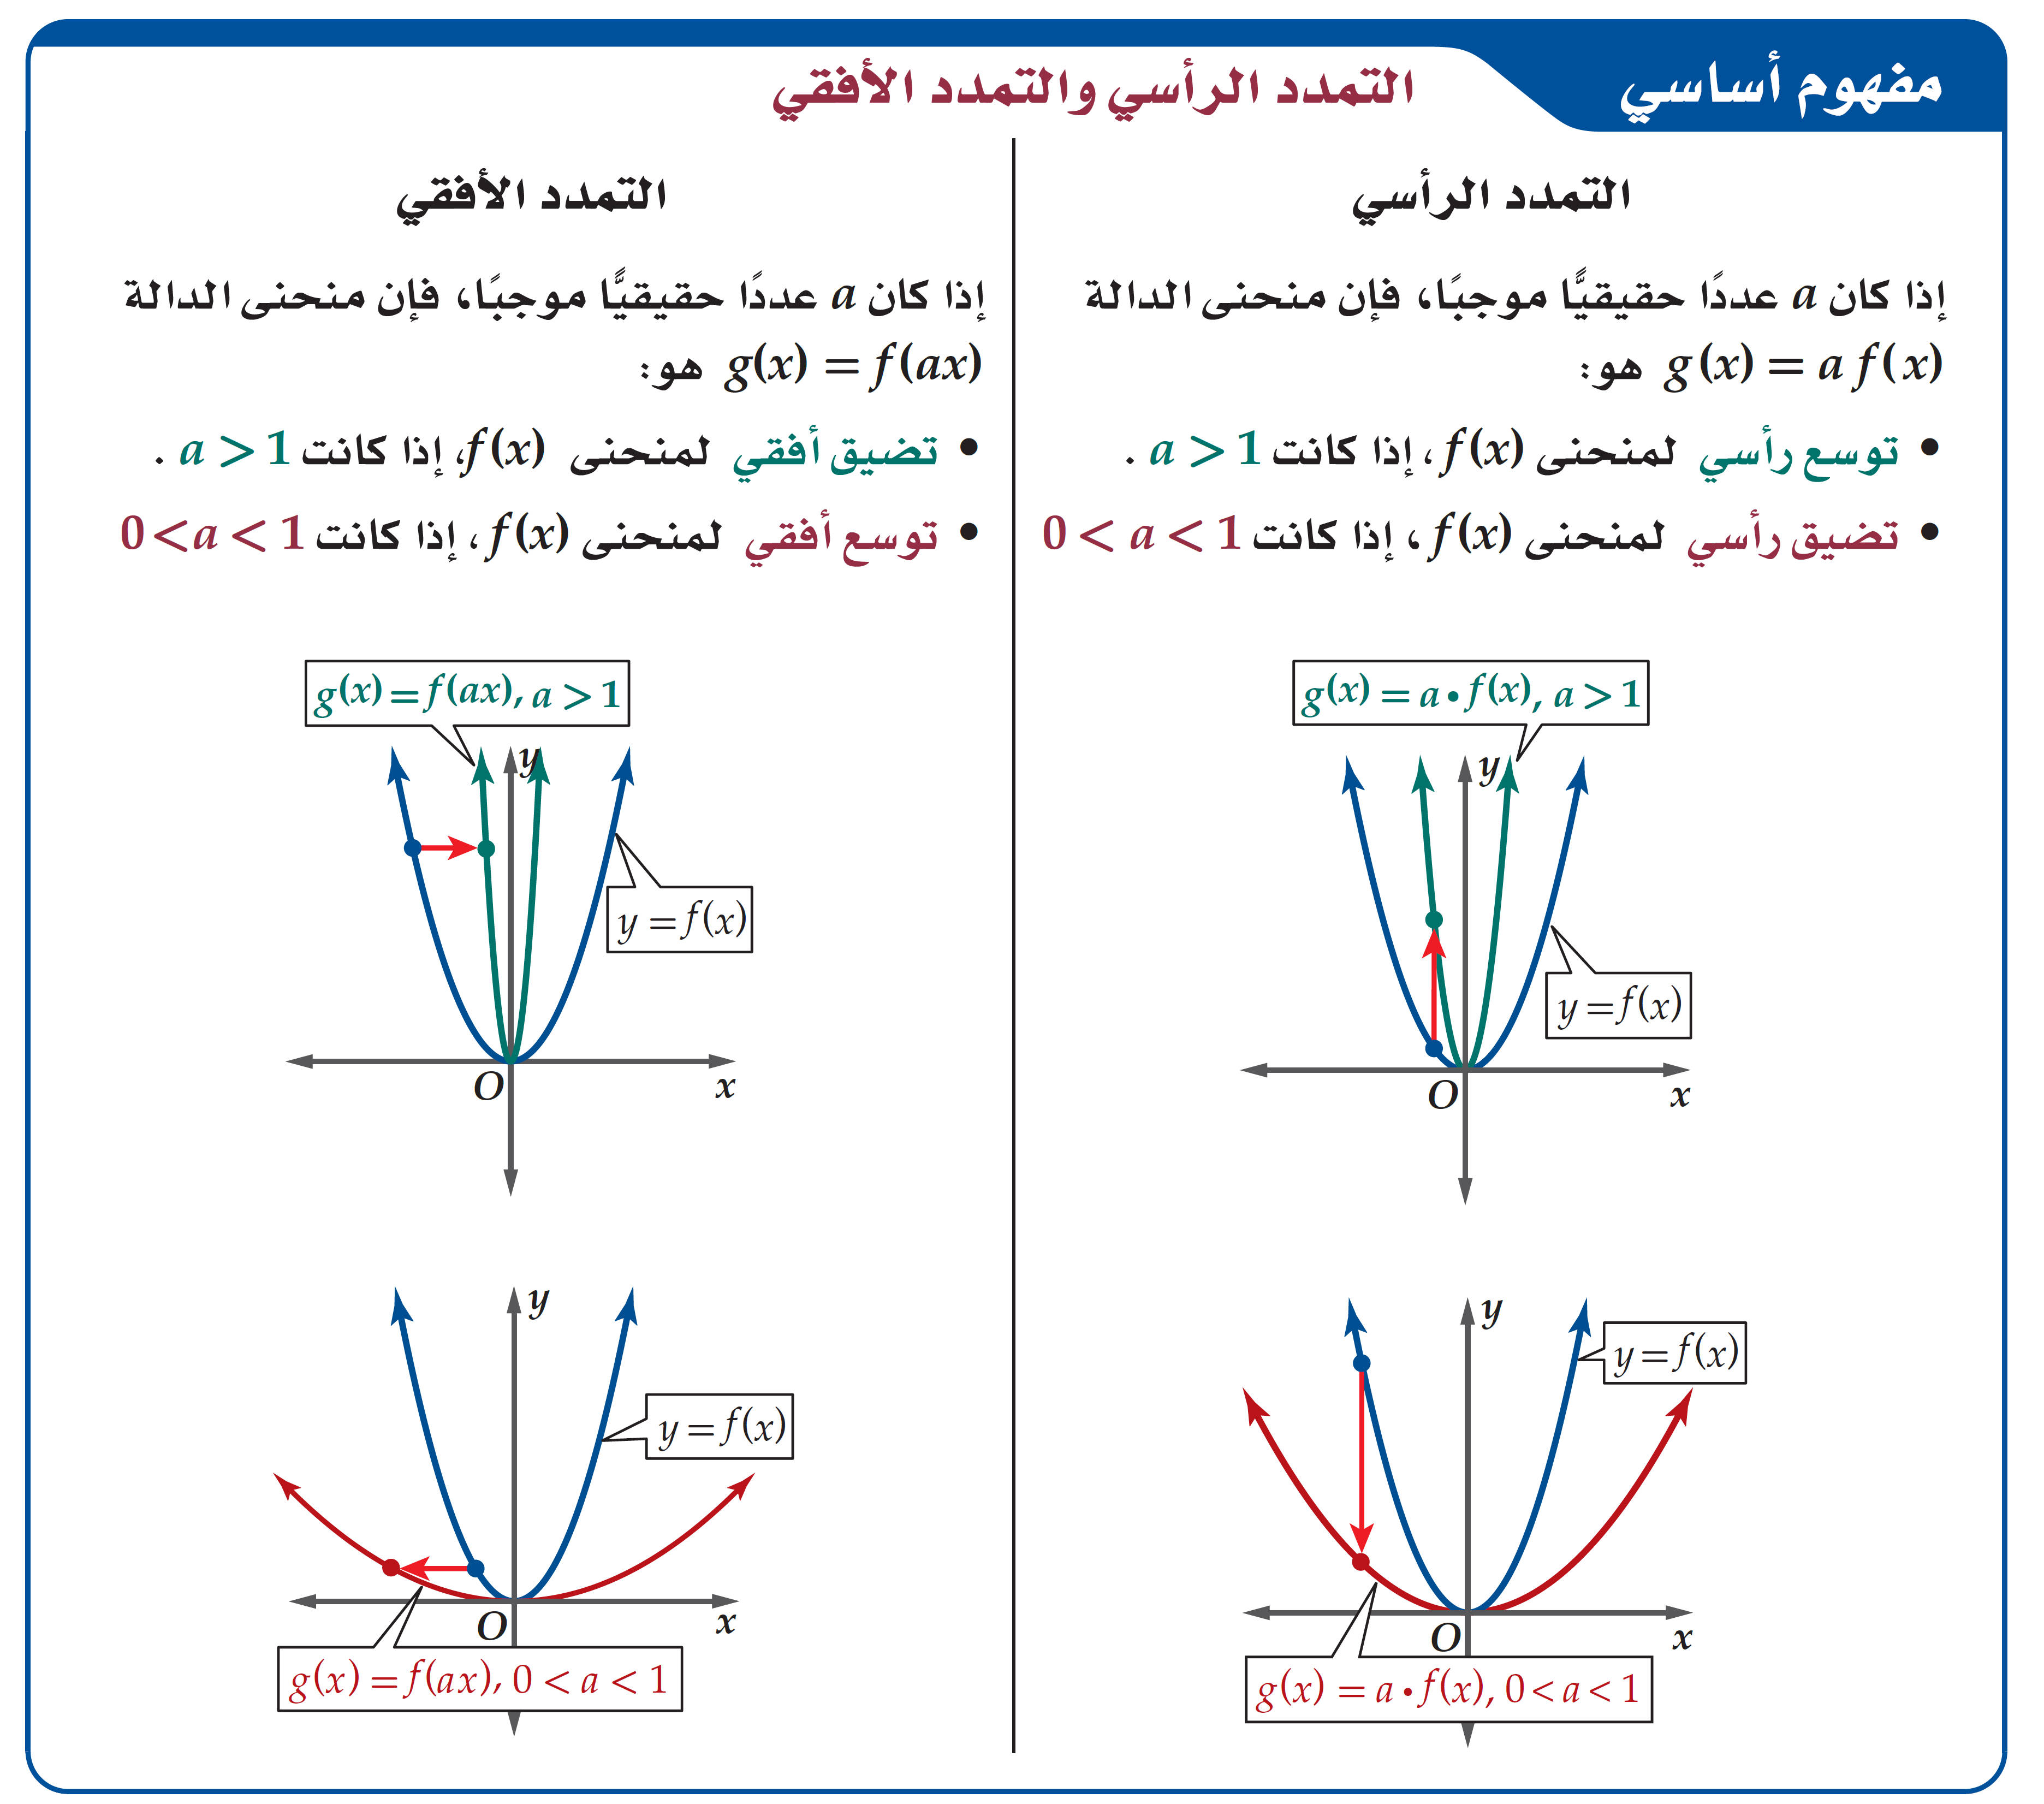 مفهوم أساسي
التمدد الرأسي والتمدد الأفقي
التمدد الرأسي
إذا كان a عددًا حقيقيًّا موجبًا، فإن منحنى الدالة
g(x) = a f(x) هو:
• توسع رأسي لمنحنى f(x)، إذا كانت a > 1 .
• تضيق رأسي لمنحنى f(x)، إذا كانت 0 < a < 1
g(x) = a • f(x), a > 1
y
y = f(x)
O
x
y
y = f(x)
O
x
g(x) = a • f(x), 0 < a < 1
التمدد الأفقي
إذا كان a عددًا حقيقيًّا موجبًا، فإن منحنى الدالة
g(x) = f(ax) هو:
• تضيق أفقي لمنحنى f(x)، إذا كانت a > 1 .
• توسع أفقي لمنحنى f(x)، إذا كانت 0 < a < 1
g(x) = f(ax), a > 1
y
y = f(x)
O
x
y
y = f(x)
O
x
g(x) = f(ax), 0 < a < 1